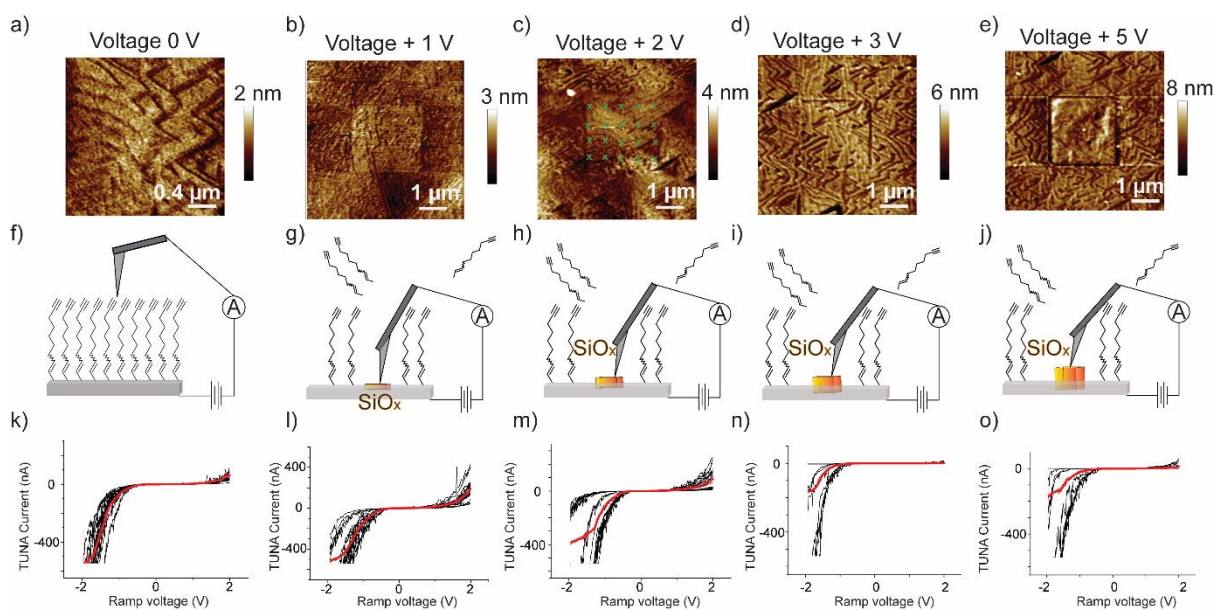 a)
Voltage 0 V
2 nm
0.4 µm
b)
Voltage + 1 V
3 nm
1 µm
c)
Voltage + 2 V
4 nm
1 µm
d)
Voltage + 3 V
6 nm
1 µm
e)
Voltage + 5 V
8 nm
1 µm
f)
A
g)
A
SiOx
h)
A
SiOx
i)
A
SiOx
j)
A
SiOx
k)
TUNA Current (nA)
0
-400
-2 0 2
Ramp voltage (V)
l)
TUNA Current (nA)
400
0
-400
-2 0 2
Ramp voltage (V)
m)
TUNA Current (nA)
0
-400
-2 0 2
Ramp voltage (V)
n)
TUNA Current (nA)
0
-400
-2 0 2
Ramp voltage (V)
o)
TUNA Current (nA)
0
-400
-2 0 2
Ramp voltage (V)